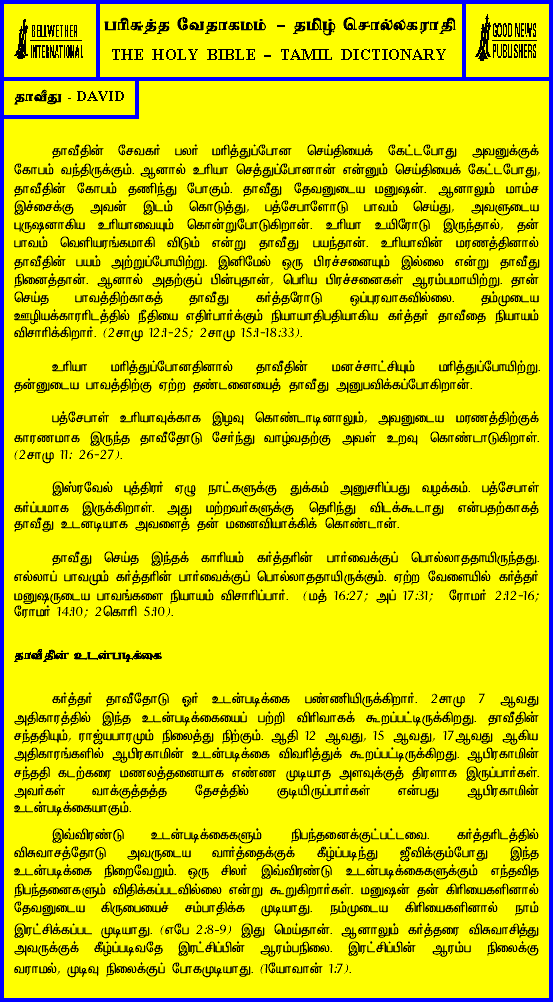 BELLWETHER
INTERNATIONAL
பரிசுத்த வேதாகமம் – தமிழ் சொல்லகராதி
THE HOLY BIBLE – TAMIL DICTIONARY
GOOD NEWS
PUBLISHERS
தாவீது - DAVID
தாவீதின் சேவகர் பலர் மரித்துப்போன செய்தியைக் கேட்டபோது அவனுக்குக்
கோபம் வந்திருக்கும். ஆனால் உரியா செத்துப்போனான் என்னும் செய்தியைக் கேட்டபோது,
தாவீதின் கோபம் தணிந்து போகும். தாவீது தேவனுடைய மனுஷன். ஆனாலும் மாம்ச
இச்சைக்கு அவன் இடம் கொடுத்து, பத்சேபாளோடு பாவம் செய்து, அவளுடைய
புருஷனாகிய உரியாவையும் கொன்றுபோடுகிறான். உரியா உயிரோடு இருந்தால், தன்
பாவம் வெளியரங்கமாகி விடும் என்று தாவீது பயந்தான். உரியாவின் மரணத்தினால்
தாவீதின் பயம் அற்றுப்போயிற்று. இனிமேல் ஒரு பிரச்சனையும் இல்லை என்று தாவீது
நினைத்தான். ஆனால் அதற்குப் பின்புதான், பெரிய பிரச்சனைகள் ஆரம்பமாயிற்று. தான்
செய்த பாவத்திற்காகத் தாவீது கர்த்தரோடு ஒப்புரவாகவில்லை. தம்முடைய
ஊழியக்காரரிடத்தில் நீதியை எதிர்பார்க்கும் நியாயாதிபதியாகிய கர்த்தர் தாவீதை நியாயம்
விசாரிக்கிறார். (2சாமு 12:1-25; 2சாமு 15:1-18:33).
உரியா மரித்துப்போனதினால் தாவீதின் மனச்சாட்சியும் மரித்துப்போயிற்று.
தன்னுடைய பாவத்திற்கு ஏற்ற தண்டனையைத் தாவீது அனுபவிக்கப்போகிறான்.
பத்சேபாள் உரியாவுக்காக இழவு கொண்டாடினாலும், அவனுடைய மரணத்திற்குக்
காரணமாக இருந்த தாவீதோடு சேர்ந்து வாழ்வதற்கு அவள் உறவு கொண்டாடுகிறாள்.
(2சாமு 11: 26-27).
இஸ்ரவேல் புத்திரர் ஏழு நாட்களுக்கு துக்கம் அனுசரிப்பது வழக்கம். பத்சேபாள்
கர்ப்பமாக இருக்கிறாள். அது மற்றவர்களுக்கு தெரிந்து விடக்கூடாது என்பதற்காகத்
தாவீது உடனடியாக அவளைத் தன் மனைவியாக்கிக் கொண்டான்.
தாவீது செய்த இந்தக் காரியம் கர்த்தரின் பார்வைக்குப் பொல்லாததாயிருந்தது.
எல்லாப் பாவமும் கர்த்தரின் பார்வைக்குப் பொல்லாததாயிருக்கும். ஏற்ற வேளையில் கர்த்தர்
மனுஷருடைய பாவங்களை நியாயம் விசாரிப்பார். (மத் 16:27; அப் 17:31; ரோமர் 2:12-16;
ரோமர் 14:10; 2கொரி 5:10).
தாவீதின் உடன்படிக்கை
கர்த்தர் தாவீதோடு ஓர் உடன்படிக்கை பண்ணியிருக்கிறார். 2சாமு 7 ஆவது
அதிகாரத்தில் இந்த உடன்படிக்கையைப் பற்றி விரிவாகக் கூறப்பட்டிருக்கிறது. தாவீதின்
சந்ததியும், ராஜ்யபாரமும் நிலைத்து நிற்கும். ஆதி 12 ஆவது, 15 ஆவது, 17ஆவது ஆகிய
அதிகாரங்களில் ஆபிரகாமின் உடன்படிக்கை விவரித்துக் கூறப்பட்டிருக்கிறது. ஆபிரகாமின்
சந்ததி கடற்கரை மணலத்தனையாக எண்ண முடியாத அளவுக்குத் திரளாக இருப்பார்கள்.
அவர்கள் வாக்குத்தத்த தேசத்தில் குடியிருப்பார்கள் என்பது ஆபிரகாமின்
உடன்படிக்கையாகும்.
இவ்விரண்டு உடன்படிக்கைகளும் நிபந்தனைக்குட்பட்டவை. கர்த்தரிடத்தில்
விசுவாசத்தோடு அவருடைய வார்த்தைக்குக் கீழ்ப்படிந்து ஜீவிக்கும்போது இந்த
உடன்படிக்கை நிறைவேறும். ஒரு சிலர் இவ்விரண்டு உடன்படிக்கைகளுக்கும் எந்தவித
நிபந்தனைகளும் விதிக்கப்படவில்லை என்று கூறுகிறார்கள். மனுஷன் தன் கிரியைகளினால்
தேவனுடைய கிருபையைச் சம்பாதிக்க முடியாது. நம்முடைய கிரியைகளினால் நாம்
இரட்சிக்கப்பட முடியாது. (எபே 2:8-9) இது மெய்தான். ஆனாலும் கர்த்தரை விசுவாசித்து
அவருக்குக் கீழ்ப்படிவதே இரட்சிப்பின் ஆரம்பநிலை. இரட்சிப்பின் ஆரம்ப நிலைக்கு
வராமல், முடிவு நிலைக்குப் போகமுடியாது. (1யோவான் 1:7).